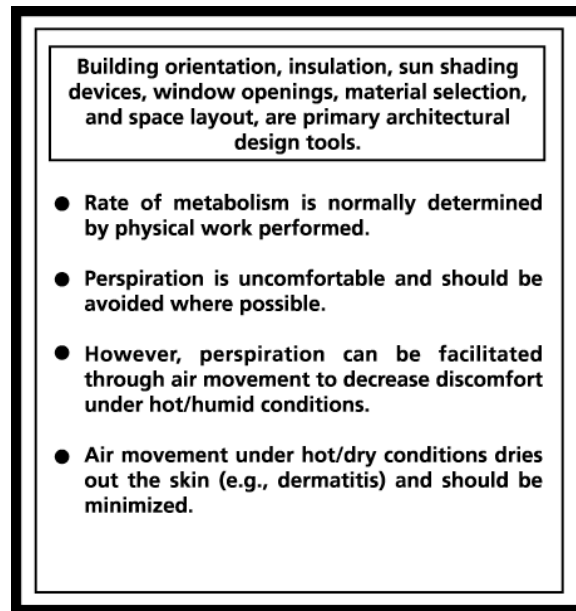 Building orientation, insulation, sun shading
devices, window openings, material selection,
and space layout, are primary architectural
design tools.
● Rate of metabolism is normally determined
by physical work performed.
● Perspiration is uncomfortable and should be
avoided where possible.
● However, perspiration can be facilitated
through air movement to decrease discomfort
under hot/humid conditions.
● Air movement under hot/dry conditions dries
out the skin (e.g., dermatitis) and should be
minimized.